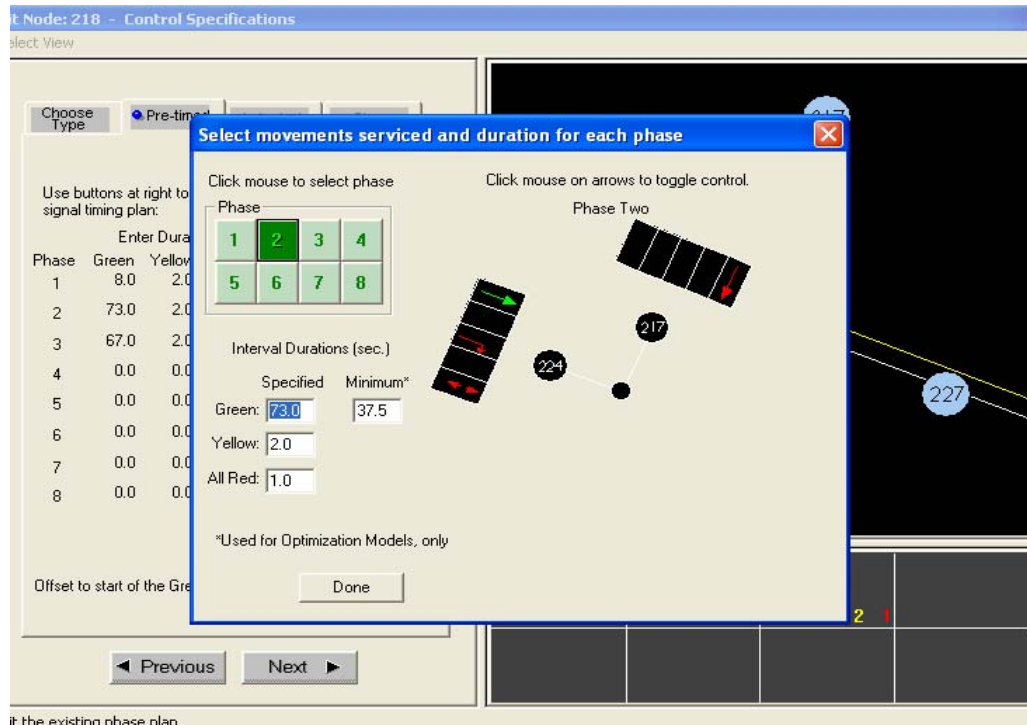 it Node: 218 - Control Specifications
elect View
Choose
Type
Pre-timed
Use buttons at right to
signal timing plan:
Enter Dura
Phase Green Yellow
1 8.0 2.0
2 73.0 2.0
3 67.0 2.0
4 0.0 0.0
5 0.0 0.0
6 0.0 0.0
7 0.0 0.0
8 0.0 0.0
Offset to start of the Gre
Previous Next
it the existing phase plan
Select movements serviced and duration for each phase
Click mouse to select phase
Phase
1 2 3 4
5 6 7 8
Interval Durations (sec.)
Specified Minimum*
Green: 73.0 37.5
Yellow: 2.0
All Red: 1.0
*Used for Optimization Models, only
Done
Click mouse on arrows to toggle control.
Phase Two
217
224
217
227
2 1